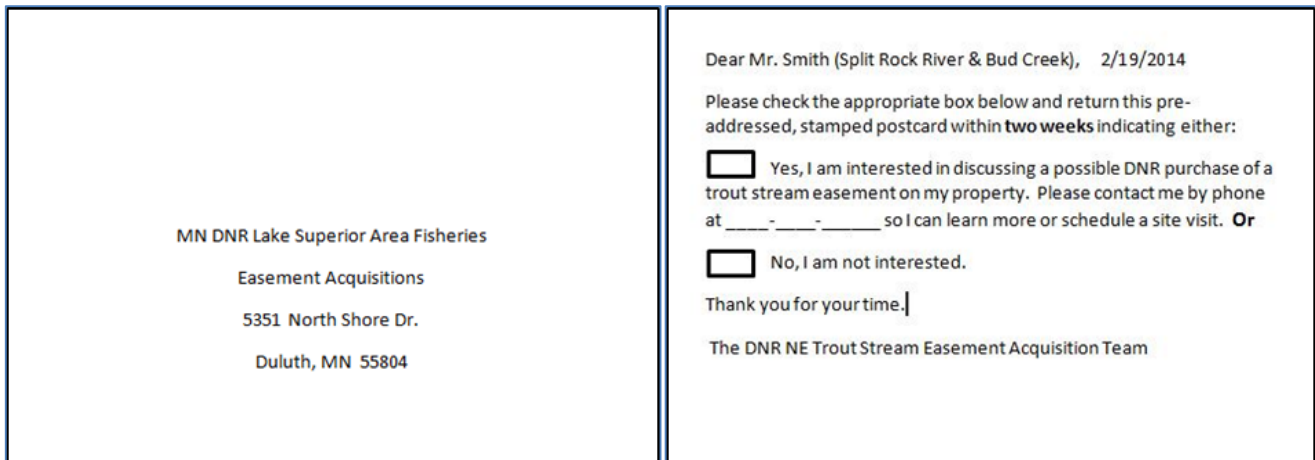 MN DNR Lake Superior Area Fisheries
Easement Acquisitions
5351 North Shore Dr.
Duluth, MN 55804
Dear Mr. Smith (Split Rock River & Bud Creek), 2/19/2014
Please check the appropriate box below and return this pre-
addressed, stamped postcard within two weeks indicating either:
Yes, I am interested in discussing a possible DNR purchase of a
trout stream easement on my property. Please contact me by phone
at ____-____-______ so I can learn more or schedule a site visit. Or
No, I am not interested.
Thank you for your time.
The DNR NE Trout Stream Easement Acquisition Team